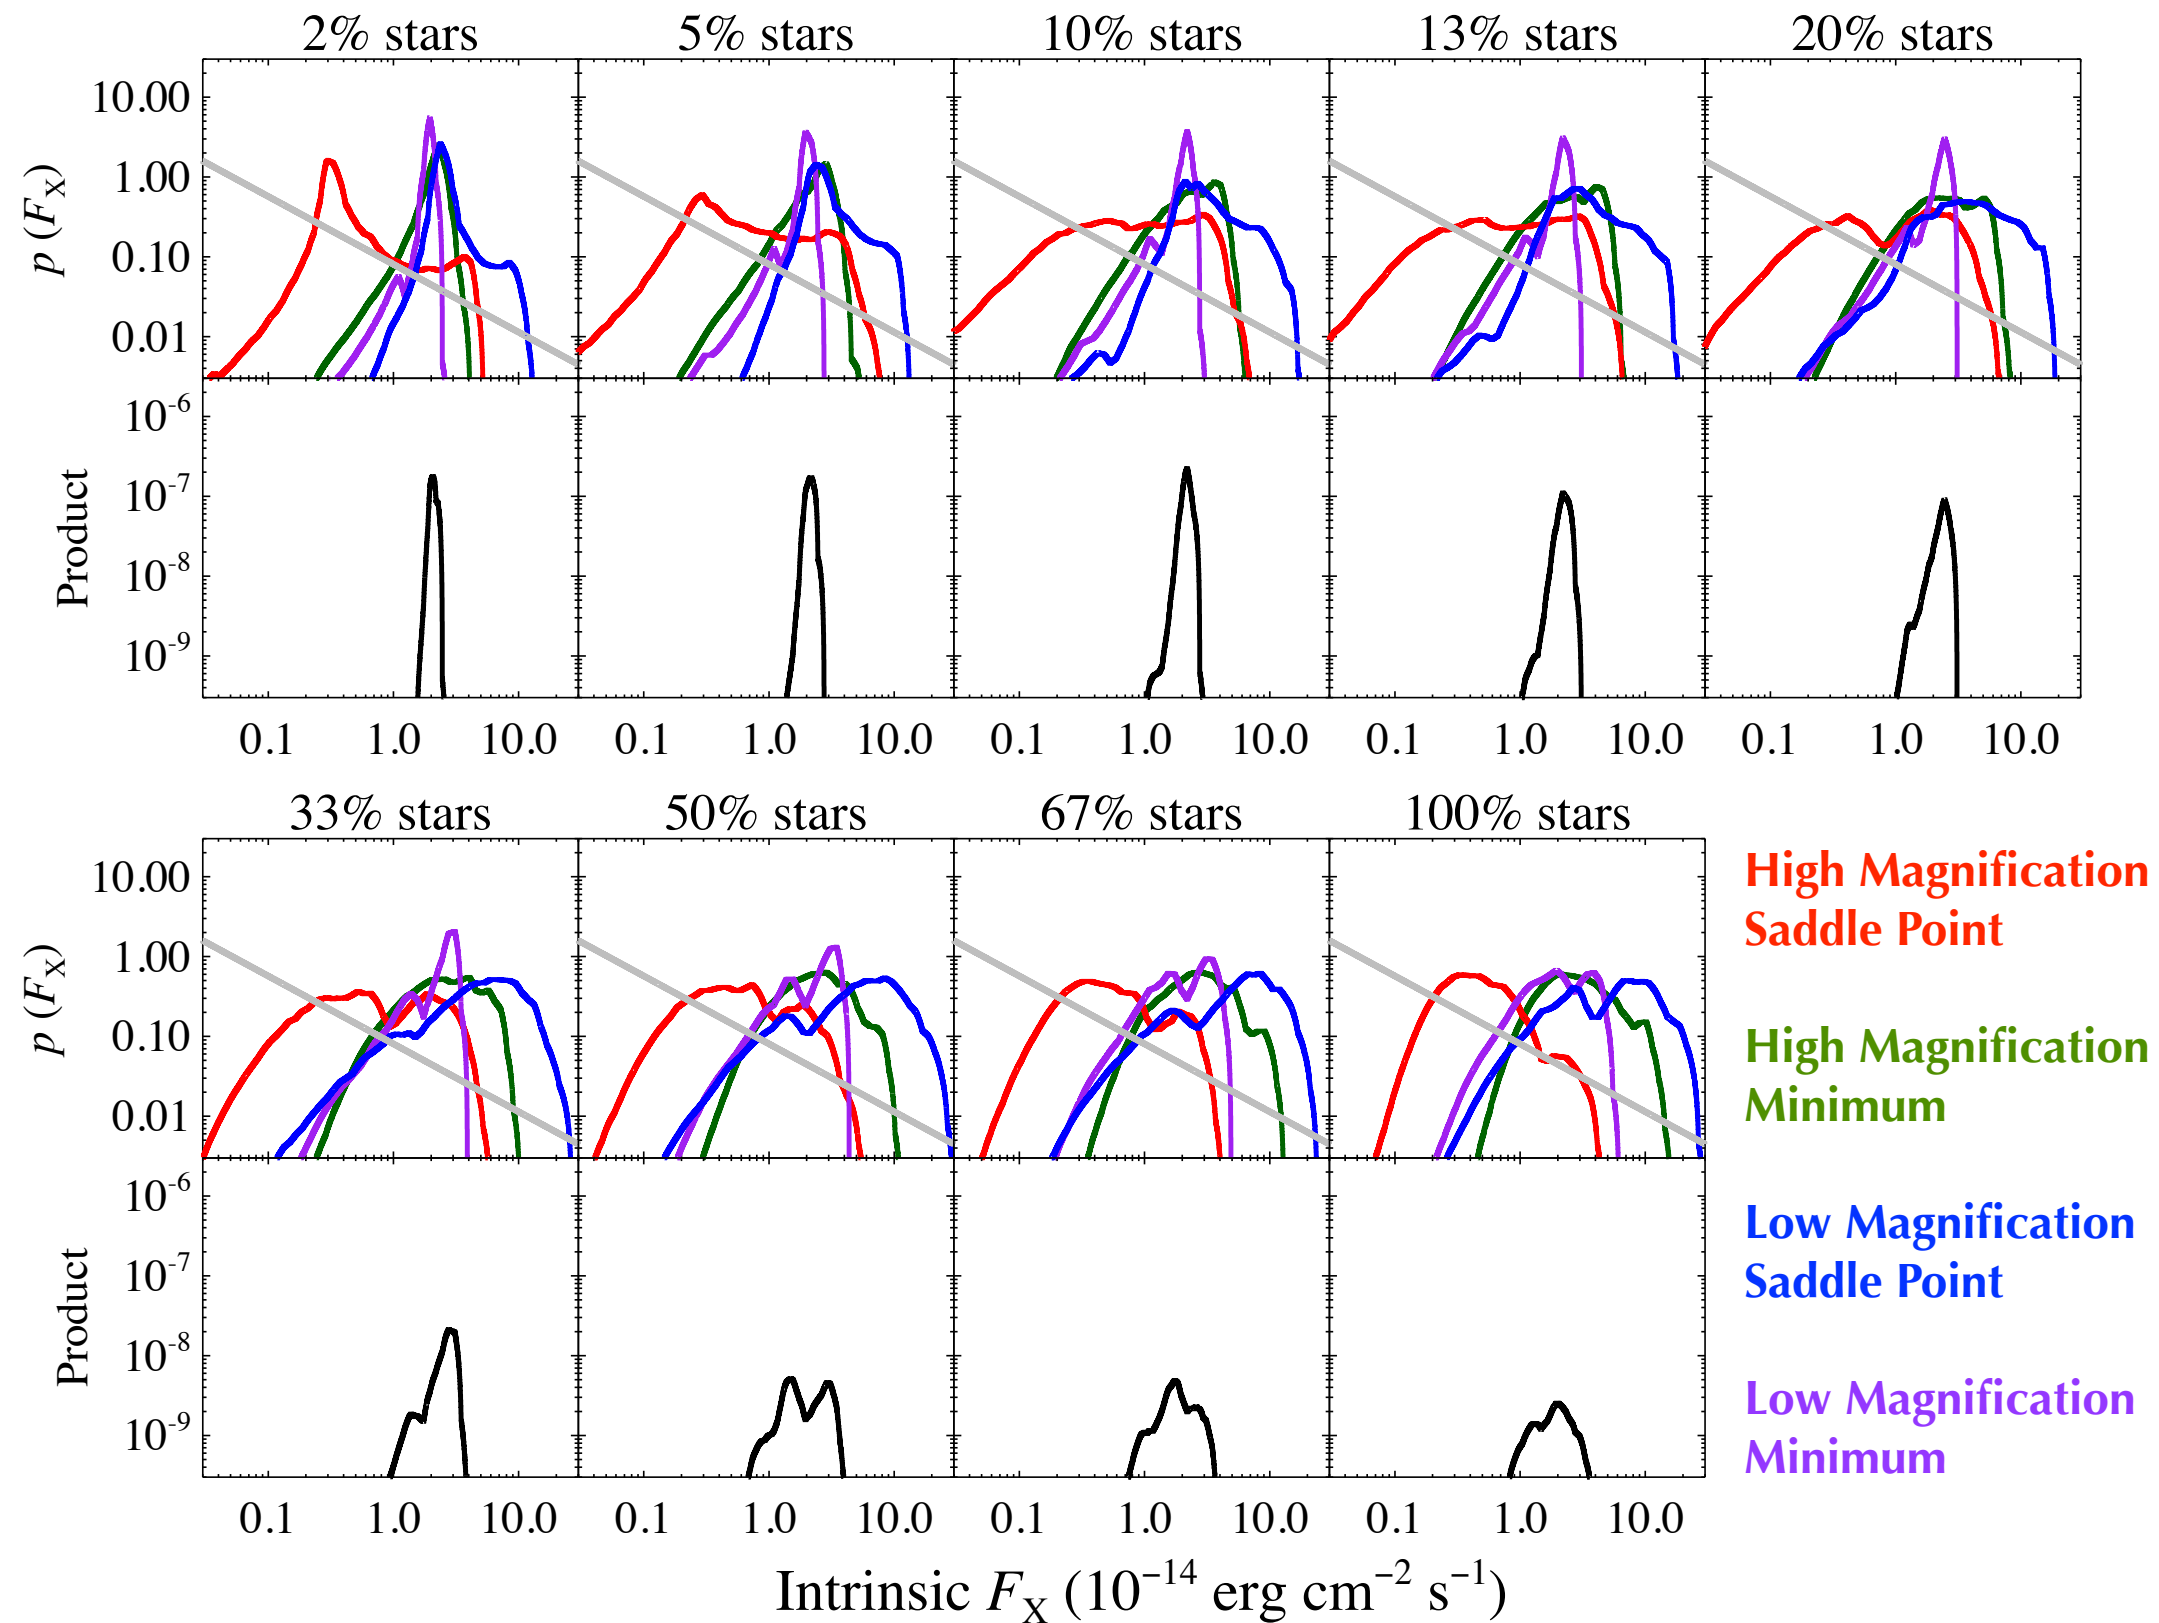 2% stars 5% stars 10% stars 13% stars 20% stars
10.00
1.00
0.10
0.01
p (F_X)
10^-6
10^-7
10^-8
10^-9
Product
0.1 1.0 10.0 0.1 1.0 10.0 0.1 1.0 10.0 0.1 1.0 10.0 0.1 1.0 10.0
33% stars 50% stars 67% stars 100% stars
10.00
1.00
0.10
0.01
p (F_X)
10^-6
10^-7
10^-8
10^-9
Product
0.1 1.0 10.0 0.1 1.0 10.0 0.1 1.0 10.0 0.1 1.0 10.0
Intrinsic F_X (10^−14 erg cm^−2 s^−1)
High Magnification
Saddle Point
High Magnification
Minimum
Low Magnification
Saddle Point
Low Magnification
Minimum